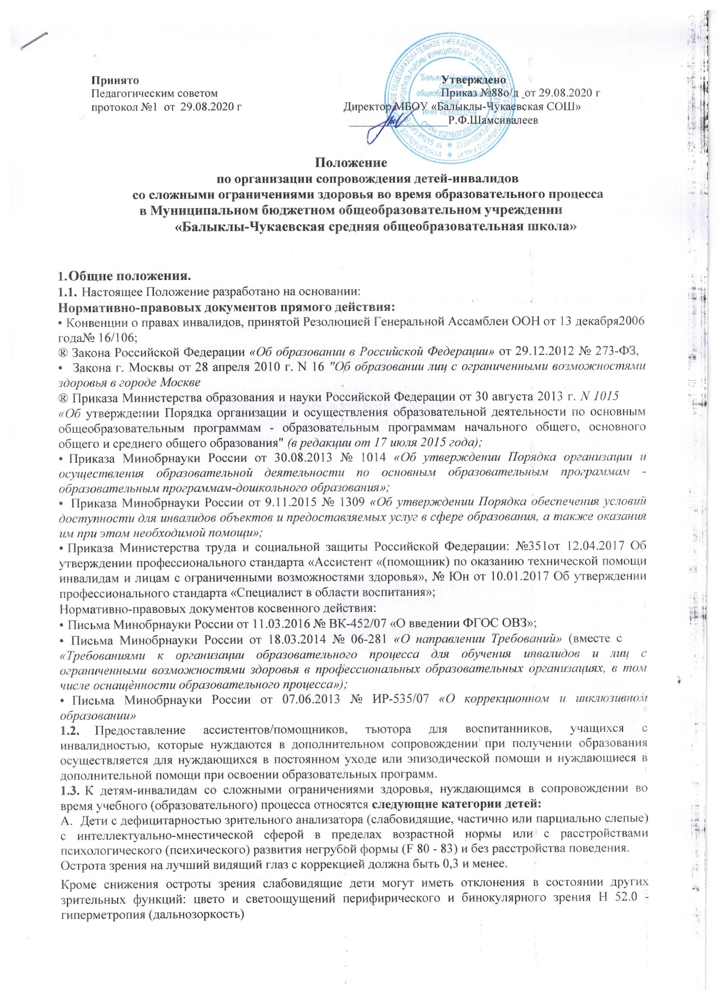 Принято
Педагогическим советом
протокол №1 от 29.08.2020 г
Утверждено
Приказ №88о/д от 29.08.2020 г
Директор МБОУ «Балыклы-Чукаевская СОШ»
Р.Ф.Шамсивалеев
ИНН 1634003268
Положение
по организации сопровождения детей-инвалидов
со сложными ограничениями здоровья во время образовательного процесса
в Муниципальном бюджетном общеобразовательном учреждении
«Балыклы-Чукаевская средняя общеобразовательная школа»
1.Общие положения.
1.1. Настоящее Положение разработано на основании:
Нормативно-правовых документов прямого действия:
• Конвенции о правах инвалидов, принятой Резолюцией Генеральной Ассамблеи ООН от 13 декабря2006
года№ 16/106;
® Закона Российской Федерации «Об образовании в Российской Федерации» от 29.12.2012 № 273-ФЗ,
• Закона г. Москвы от 28 апреля 2010 г. N 16 "Об образовании лиц с ограниченными возможностями
здоровья в городе Москве
® Приказа Министерства образования и науки Российской Федерации от 30 августа 2013 г. N 1015
«Об утверждении Порядка организации и осуществления образовательной деятельности по основным
общеобразовательным программам - образовательным программам начального общего, основного
общего и среднего общего образования" (в редакции от 17 июля 2015 года);
• Приказа Минобрнауки России от 30.08.2013 № 1014 «Об утверждении Порядка организации и
осуществления образовательной деятельности по основным образовательным программам -
образовательным программам-дошкольного образования»;
• Приказа Минобрнауки России от 9.11.2015 № 1309 «Об утверждении Порядка обеспечения условий
доступности для инвалидов объектов и предоставляемых услуг в сфере образования, а также оказания
им при этом необходимой помощи»;
• Приказа Министерства труда и социальной защиты Российской Федерации: №351от 12.04.2017 Об
утверждении профессионального стандарта «Ассистент «(помощник) по оказанию технической помощи
инвалидам и лицам с ограниченными возможностями здоровья», № Юн от 10.01.2017 Об утверждении
профессионального стандарта «Специалист в области воспитания»;
Нормативно-правовых документов косвенного действия:
• Письма Минобрнауки России от 11.03.2016 № ВК-452/07 «О введении ФГОС ОВЗ»;
• Письма Минобрнауки России от 18.03.2014 № 06-281 «О направлении Требований» (вместе с
«Требованиями к организации образовательного процесса для обучения инвалидов и лиц с
ограниченными возможностями здоровья в профессиональных образовательных организациях, в том
числе оснащѐнности образовательного процесса»);
• Письма Минобрнауки России от 07.06.2013 № ИР-535/07 «О коррекционном и инклюзивном
образовании»
1.2. Предоставление ассистентов/помощников, тьютора для воспитанников, учащихся с
инвалидностью, которые нуждаются в дополнительном сопровождении при получении образования
осуществляется для нуждающихся в постоянном уходе или эпизодической помощи и нуждающиеся в
дополнительной помощи при освоении образовательных программ.
1.3. К детям-инвалидам со сложными ограничениями здоровья, нуждающимся в сопровождении во
время учебного (образовательного) процесса относятся следующие категории детей:
А. Дети с дефицитарностью зрительного анализатора (слабовидящие, частично или парциально слепые)
с интеллектуально-мнестической сферой в пределах возрастной нормы или с расстройствами
психологического (психического) развития негрубой формы (F 80 - 83) и без расстройства поведения.
Острота зрения на лучший видящий глаз с коррекцией должна быть 0,3 и менее.
Кроме снижения остроты зрения слабовидящие дети могут иметь отклонения в состоянии других
зрительных функций: цвето и светоощущений перифирического и бинокулярного зрения Н 52.0 -
гиперметропия (дальнозоркость)